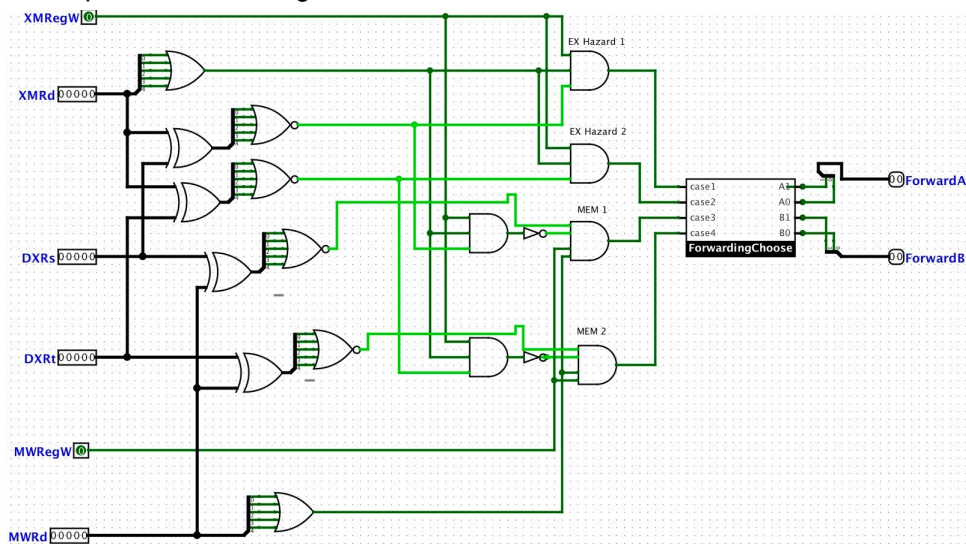 XMRegW 0
EX Hazard 1
XMRd 00000
EX Hazard 2
case1 A1
case2 A0
case3 B1
case4 B0
ForwardingChoose
00 ForwardA
MEM 1
DXRs 00000
00 ForwardB
MEM 2
DXRt 00000
MWRegW 0
MWRd 00000